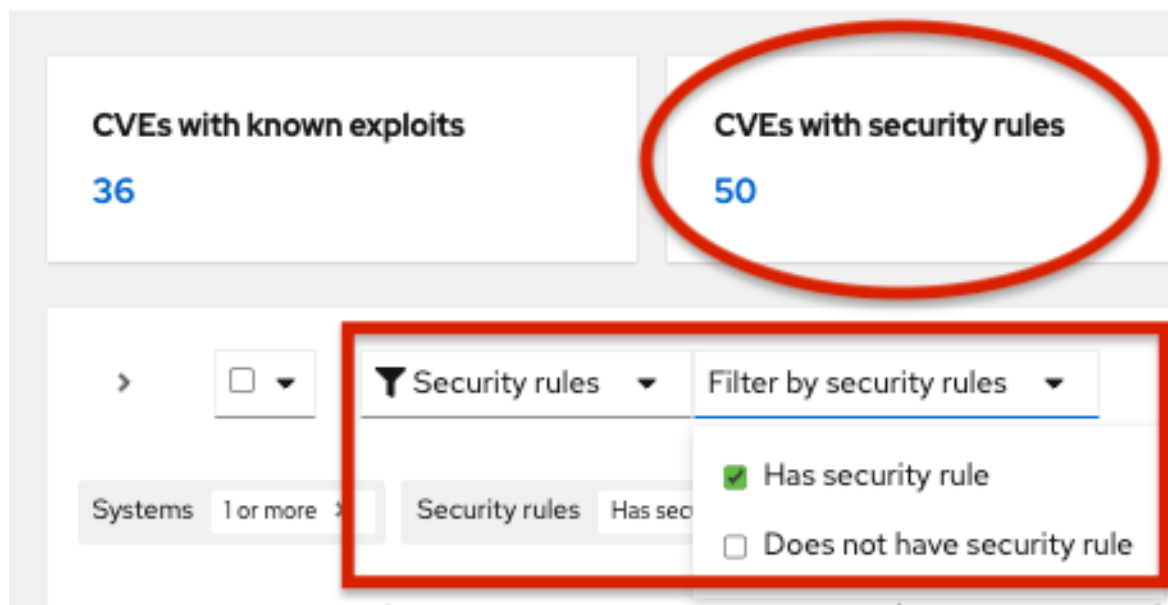 CVEs with known exploits
36
CVEs with security rules
50
Security rules
Filter by security rules
Has security rule
Does not have security rule
Systems 1 or more
Security rules Has